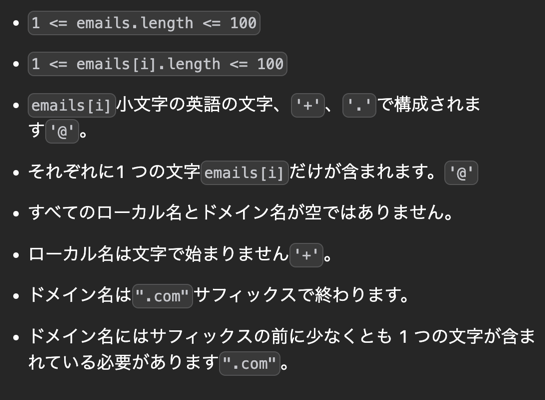 1 <= emails.length <= 100
1 <= emails[i].length <= 100
emails[i]小文字の英語の文字、'+'、'.'で構成されま
す'@'。
それぞれに1 つの文字emails[i]だけが含まれます。'@'
すべてのローカル名とドメイン名が空ではありません。
ローカル名は文字で始まりません'+'。
ドメイン名は".com"サフィックスで終わります。
ドメイン名にはサフィックスの前に少なくとも 1 つの文字が含ま
れている必要があります".com"。